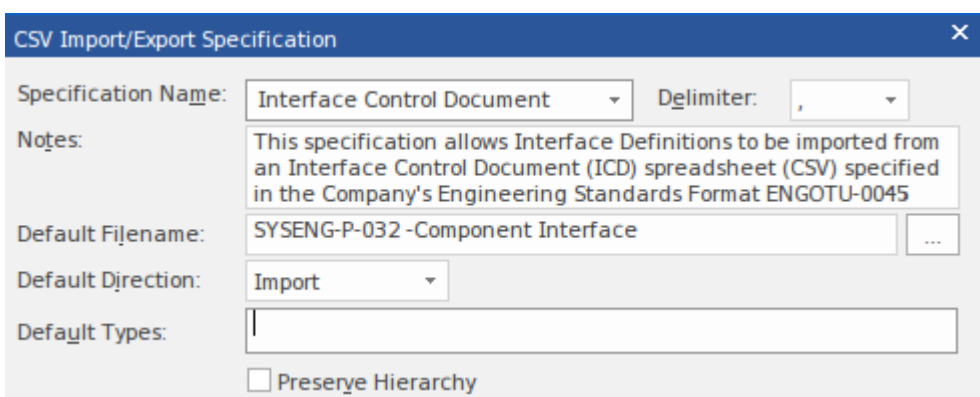 CSV Import/Export Specification
Specification Name: Interface Control Document Delimiter: ,
Notes: This specification allows Interface Definitions to be imported from
an Interface Control Document (ICD) spreadsheet (CSV) specified
in the Company's Engineering Standards Format ENGOTU-0045
Default Filename: SYSENG-P-032 -Component Interface ...
Default Direction: Import
Default Types:
Preserve Hierarchy